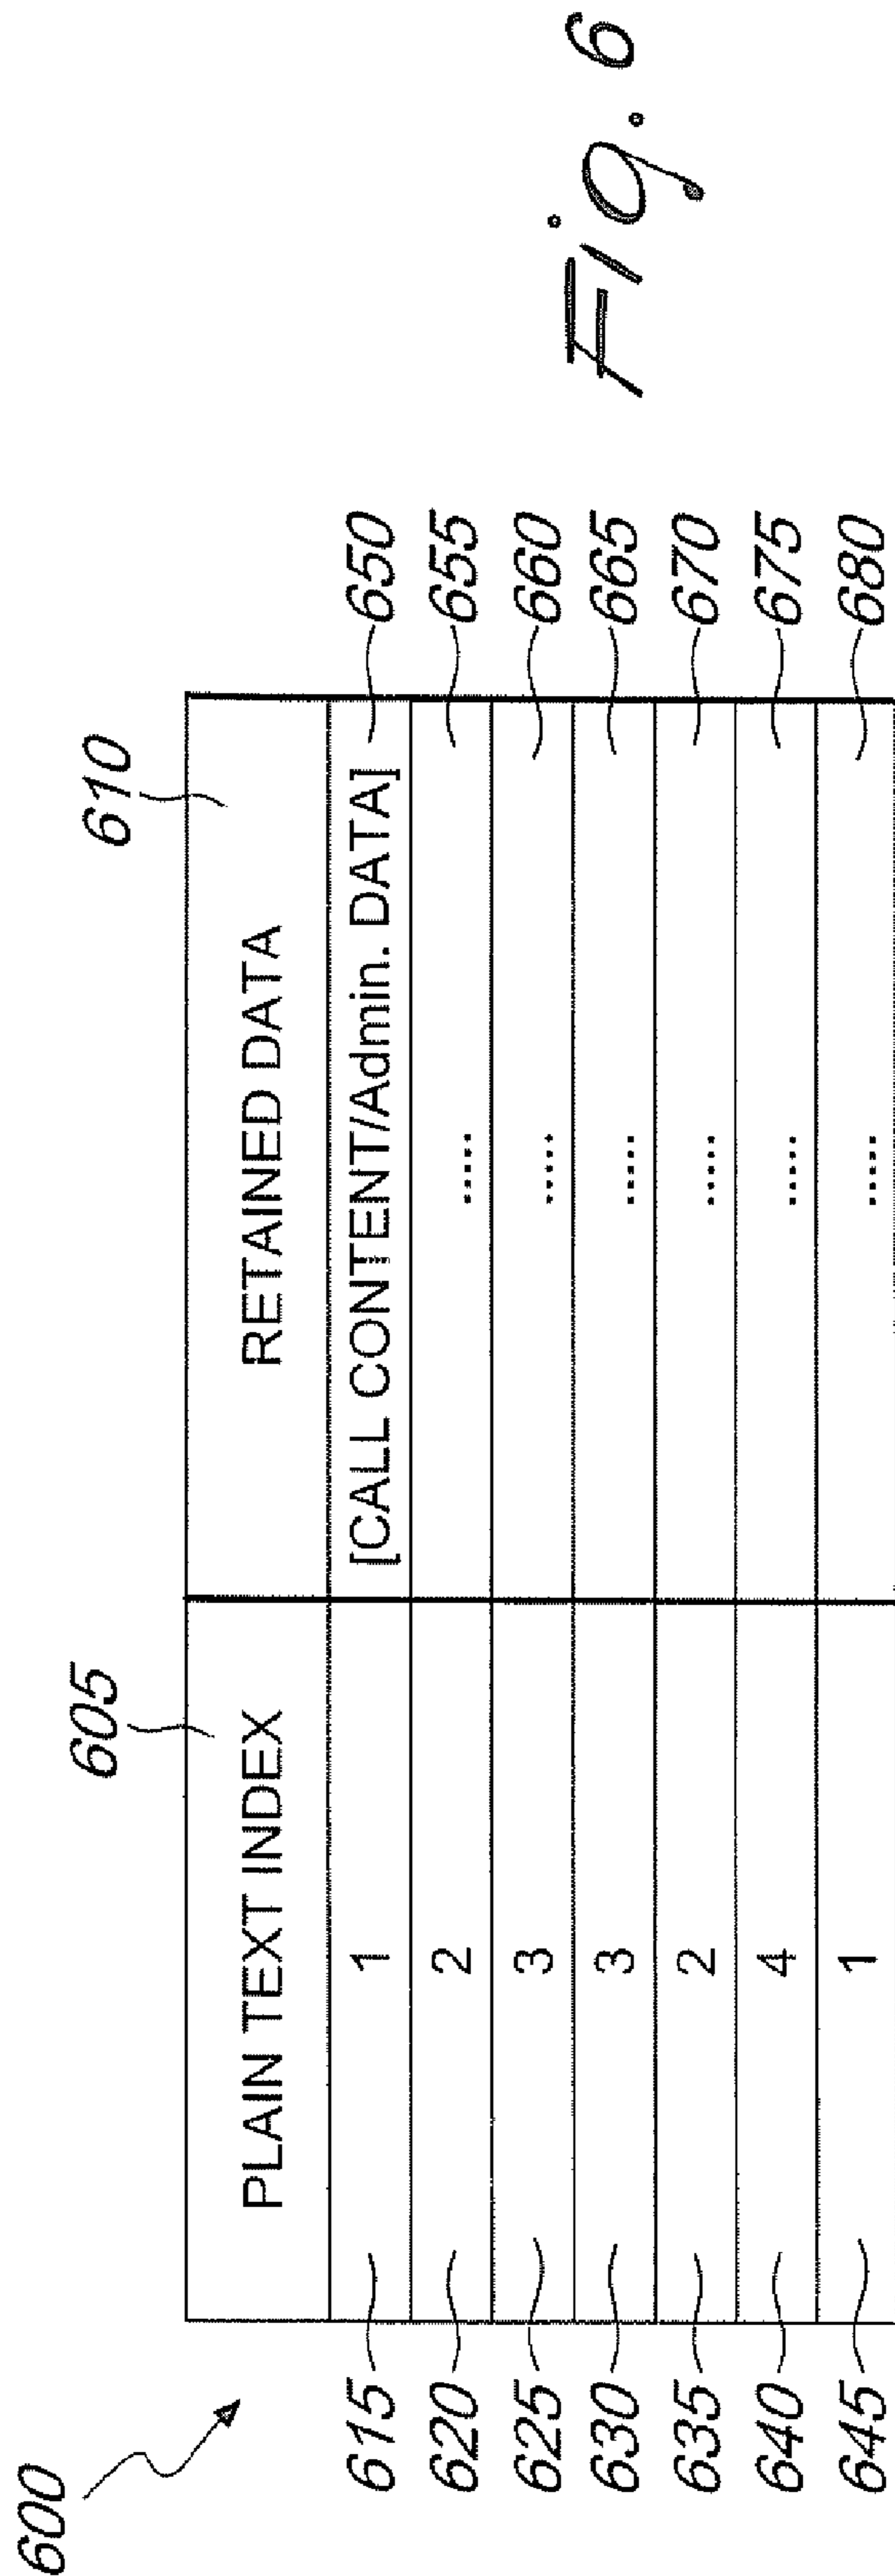 600
605 610
PLAIN TEXT INDEX RETAINED DATA
615 1 [CALL CONTENT/Admin. DATA] 650
620 2 ..... 655
625 3 ..... 660
630 3 ..... 665
635 2 ..... 670
640 4 ..... 675
645 1 ..... 680
Fig. 6